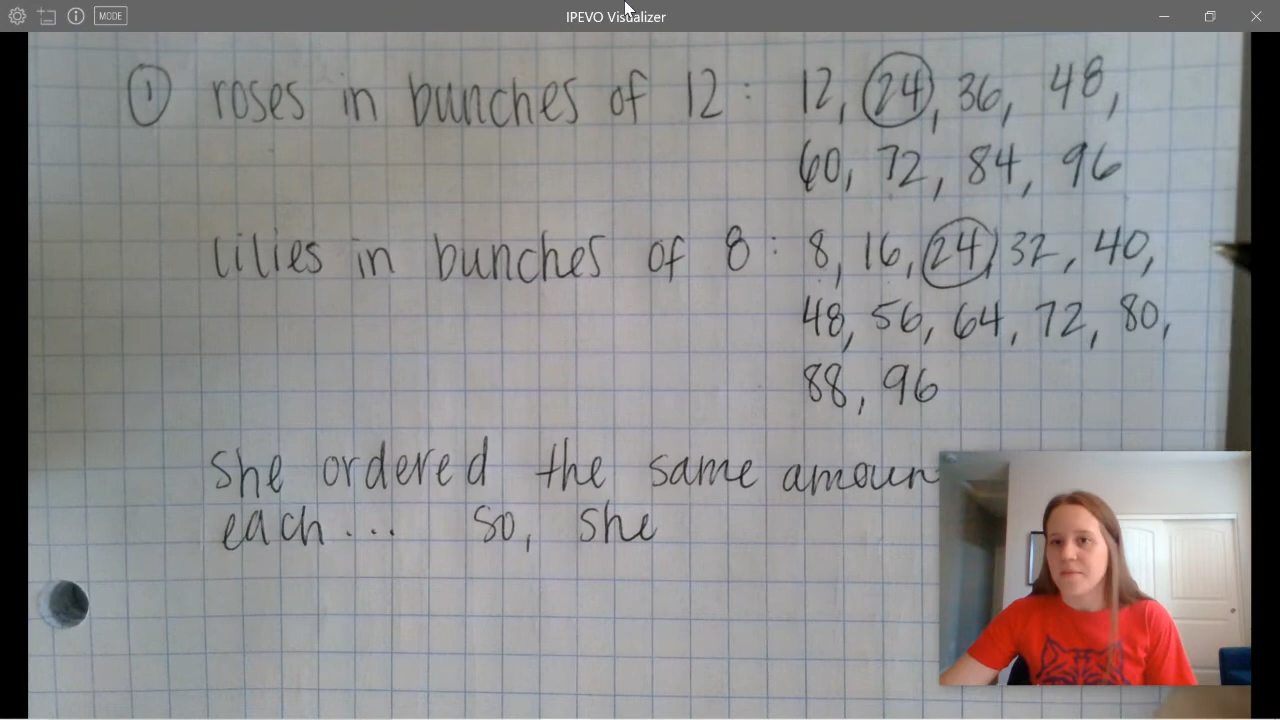 MODE
IPEVO Visualizer
1 roses in bunches of 12: 12, 24, 36, 48,
60, 72, 84, 96
lilies in bunches of 8: 8, 16, 24, 32, 40,
48, 56, 64, 72, 80,
88, 96
she ordered the same
each... so, she